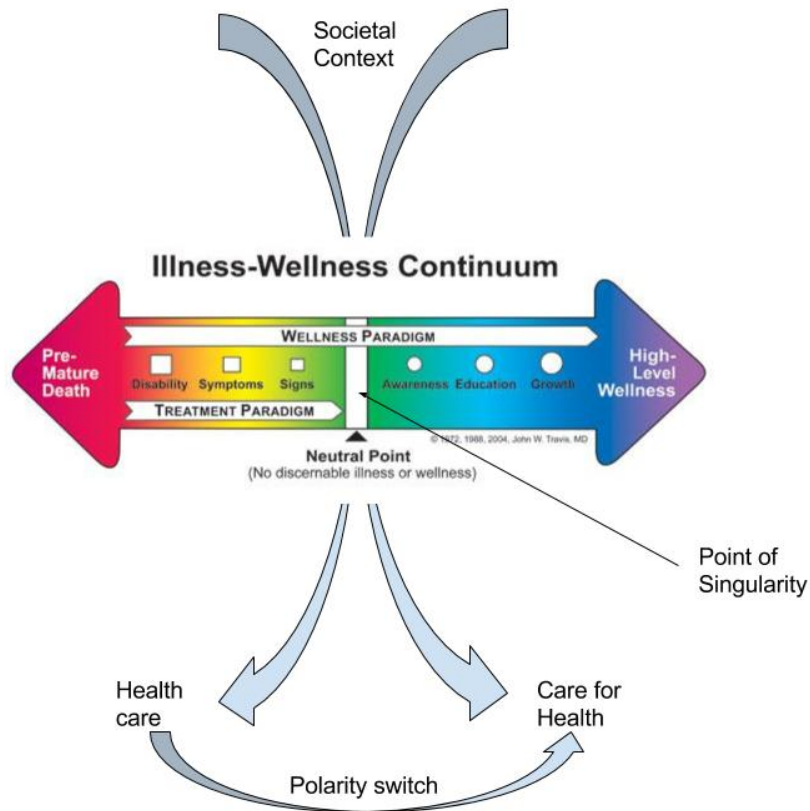 Societal
Context
Illness-Wellness Continuum
WELLNESS PARADIGM
Pre-
Mature
Death
Disability Symptoms Signs
Awareness Education Growth
High-
Level
Wellness
TREATMENT PARADIGM
© 1972, 1988, 2004, John W. Travis, MD
Neutral Point
(No discernable illness or wellness)
Point of
Singularity
Health
care
Care for
Health
Polarity switch